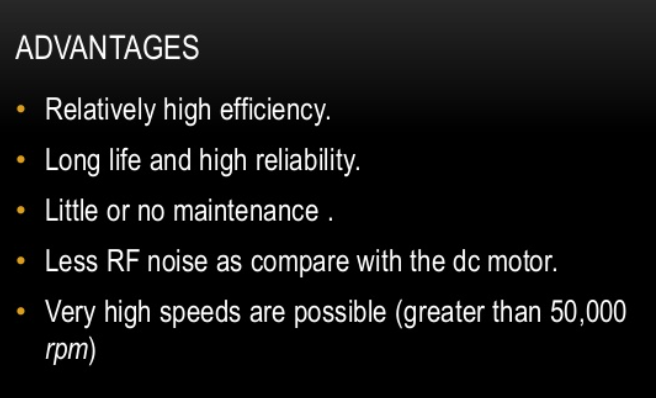 ADVANTAGES
• Relatively high efficiency.
• Long life and high reliability.
• Little or no maintenance .
• Less RF noise as compare with the dc motor.
• Very high speeds are possible (greater than 50,000
rpm)